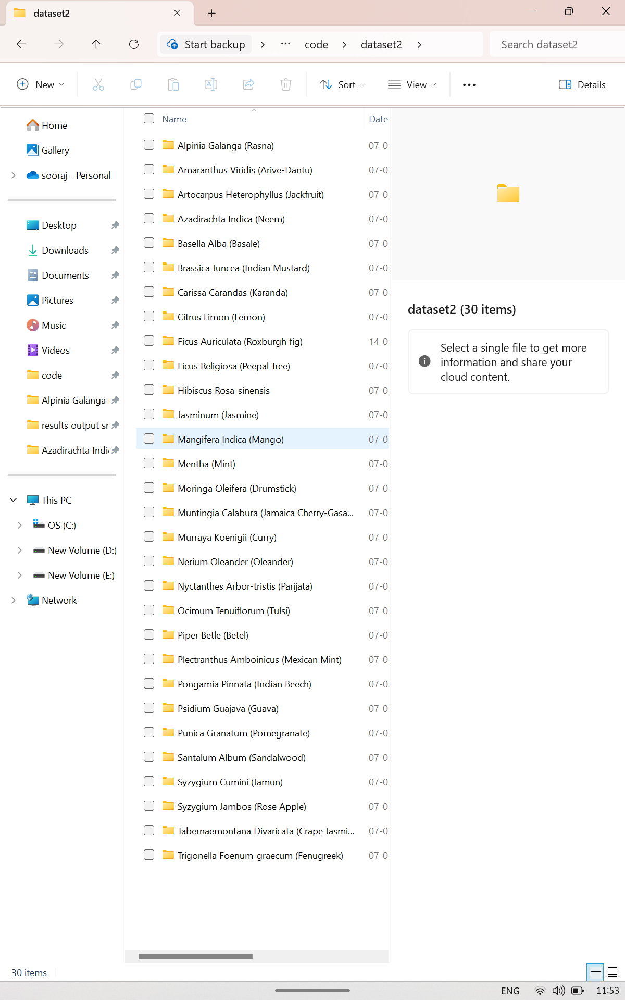 dataset2
Start backup
code
dataset2
Search dataset2
New
Sort
View
Details
Home
Gallery
sooraj - Personal
Desktop
Downloads
Documents
Pictures
Music
Videos
code
Alpinia Galanga (
results output sr
Azadirachta Indic
This PC
OS (C:)
New Volume (D:)
New Volume (E:)
Network
Name Date
Alpinia Galanga (Rasna) 07-0
Amaranthus Viridis (Arive-Dantu) 07-0
Artocarpus Heterophyllus (Jackfruit) 07-0
Azadirachta Indica (Neem) 07-0
Basella Alba (Basale) 07-0
Brassica Juncea (Indian Mustard) 07-0
Carissa Carandas (Karanda) 07-0
Citrus Limon (Lemon) 07-0
Ficus Auriculata (Roxburgh fig) 14-0
Ficus Religiosa (Peepal Tree) 07-0
Hibiscus Rosa-sinensis 07-0
Jasminum (Jasmine) 07-0
Mangifera Indica (Mango) 07-0
Mentha (Mint) 07-0
Moringa Oleifera (Drumstick) 07-0
Muntingia Calabura (Jamaica Cherry-Gasa... 07-0
Murraya Koenigii (Curry) 07-0
Nerium Oleander (Oleander) 07-0
Nyctanthes Arbor-tristis (Parijata) 07-0
Ocimum Tenuiflorum (Tulsi) 07-0
Piper Betle (Betel) 07-0
Plectranthus Amboinicus (Mexican Mint) 07-0
Pongamia Pinnata (Indian Beech) 07-0
Psidium Guajava (Guava) 07-0
Punica Granatum (Pomegranate) 07-0
Santalum Album (Sandalwood) 07-0
Syzygium Cumini (Jamun) 07-0
Syzygium Jambos (Rose Apple) 07-0
Tabernaemontana Divaricata (Crape Jasmi... 07-0
Trigonella Foenum-graecum (Fenugreek) 07-0
dataset2 (30 items)
Select a single file to get more
information and share your
cloud content.
30 items
ENG
11:53